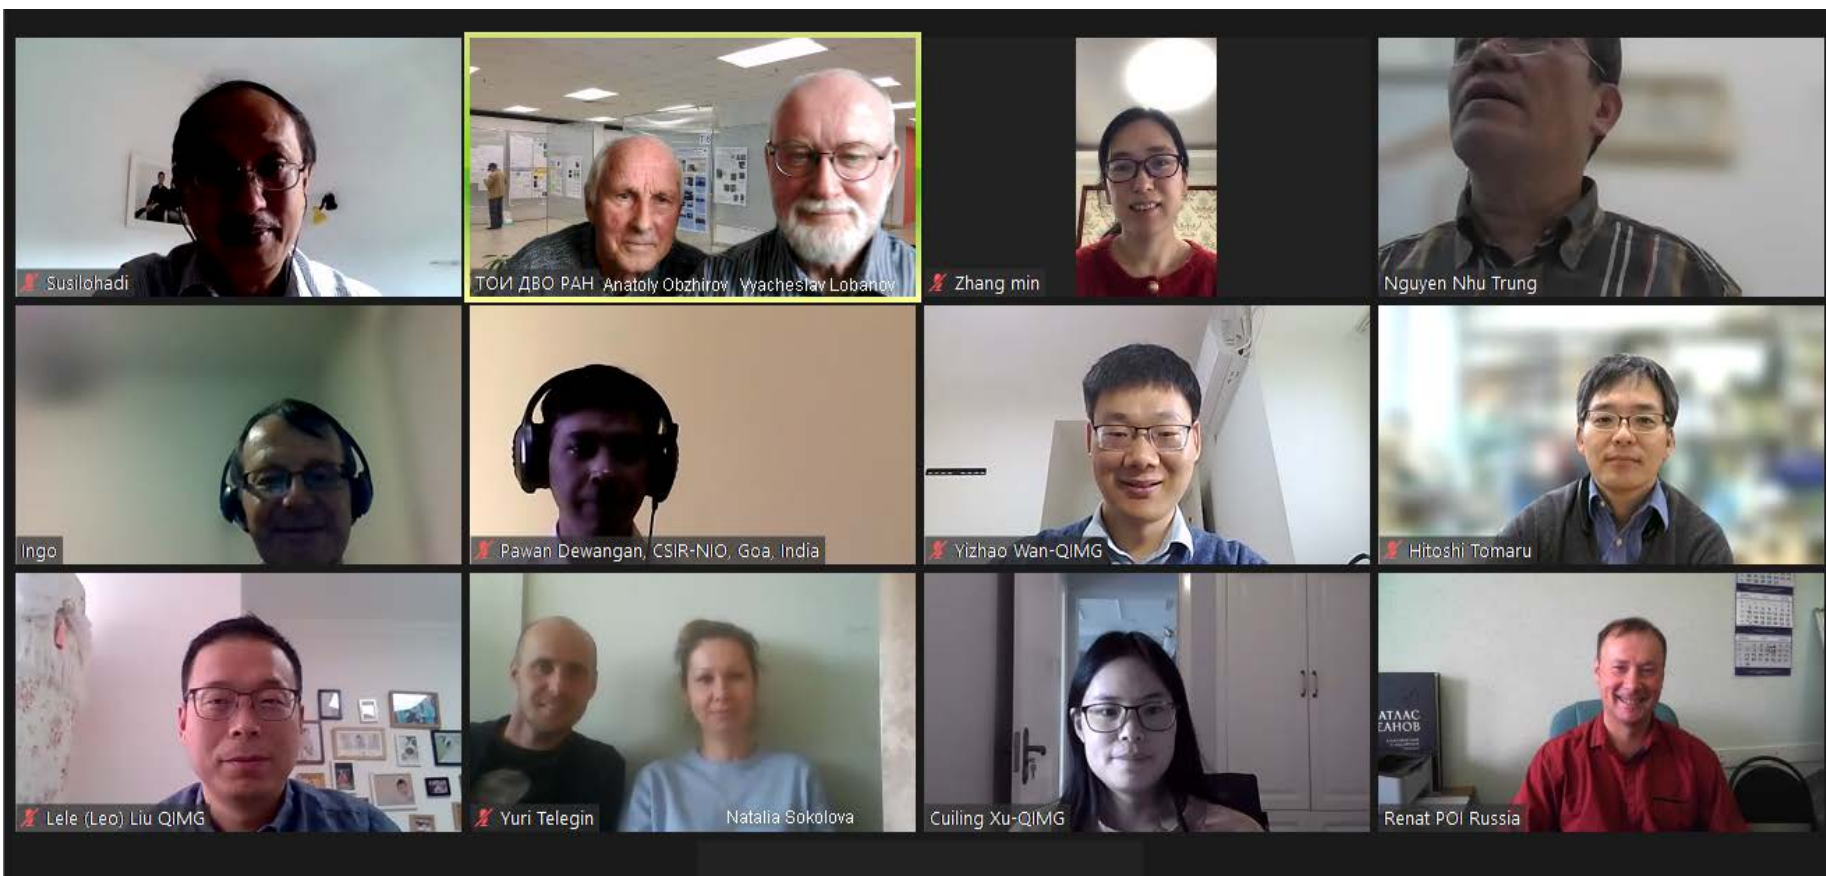 Susilohadi
ТОИ ДВО РАН Anatoly Obzhirov Vyacheslav Lobanov
Zhang min
Nguyen Nhu Trung
Ingo
Pawan Dewangan, CSIR-NIO, Goa, India
Yizhao Wan-QIMG
Hitoshi Tomaru
Lele (Leo) Liu QIMG
Yuri Telegin
Natalia Sokolova
Cuiling Xu-QIMG
АТЛАС
ЕАНОВ
Renat POI Russia